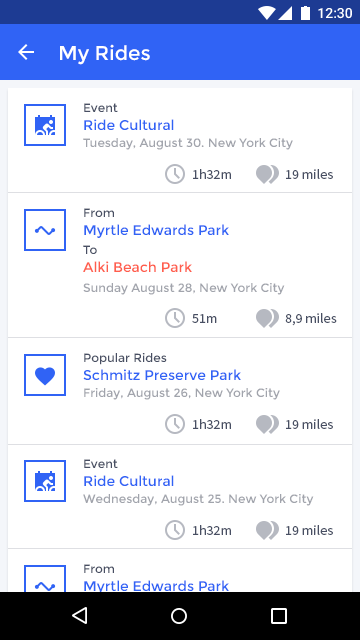 12:30
My Rides
Event
Ride Cultural
Tuesday, August 30. New York City
1h32m 19 miles
From
Myrtle Edwards Park
To
Alki Beach Park
Sunday August 28, New York City
51m 8,9 miles
Popular Rides
Schmitz Preserve Park
Friday, August 26, New York City
1h32m 19 miles
Event
Ride Cultural
Wednesday, August 25. New York City
1h32m 19 miles
From
Myrtle Edwards Park